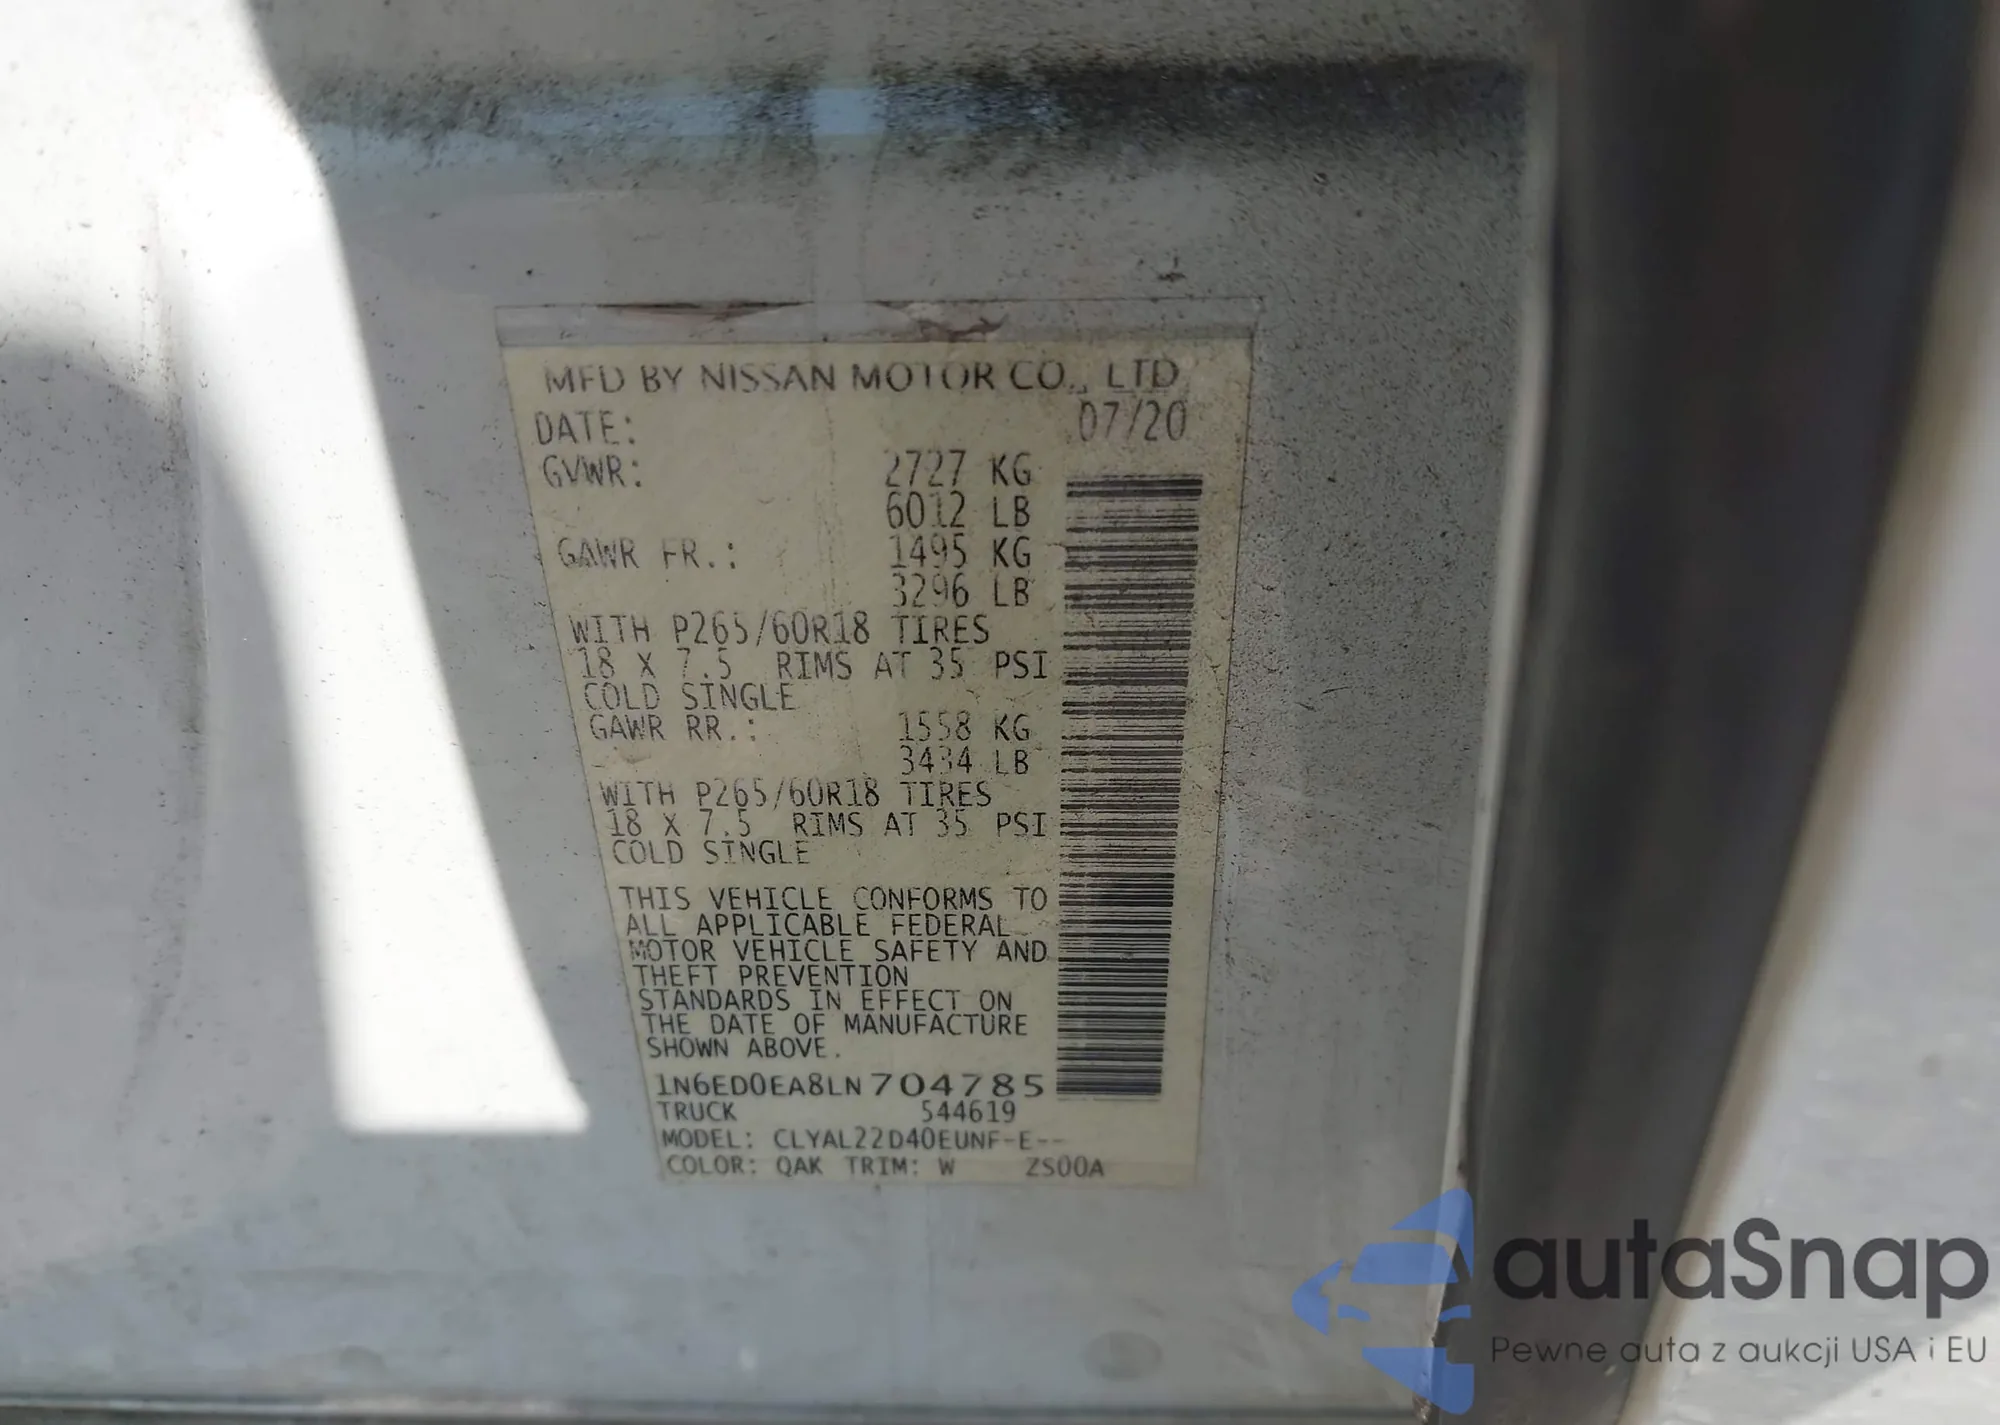 MFD BY NISSAN MOTOR CO., LTD
DATE: 07/20
GVWR: 2727 KG
6012 LB
GAWR FR.: 1495 KG
3296 LB
WITH P265/60R18 TIRES
18 X 7.5 RIMS AT 35 PSI
COLD SINGLE
GAWR RR.: 1558 KG
3434 LB
WITH P265/60R18 TIRES
18 X 7.5 RIMS AT 35 PSI
COLD SINGLE
THIS VEHICLE CONFORMS TO
ALL APPLICABLE FEDERAL
MOTOR VEHICLE SAFETY AND
THEFT PREVENTION
STANDARDS IN EFFECT ON
THE DATE OF MANUFACTURE
SHOWN ABOVE.
1N6ED0EA8LN704785
TRUCK 544619
MODEL: CLYAL22D40EUNF-E--
COLOR: QAK TRIM: W ZS00A
autaSnap
Pewne auta z aukcji USA i EU